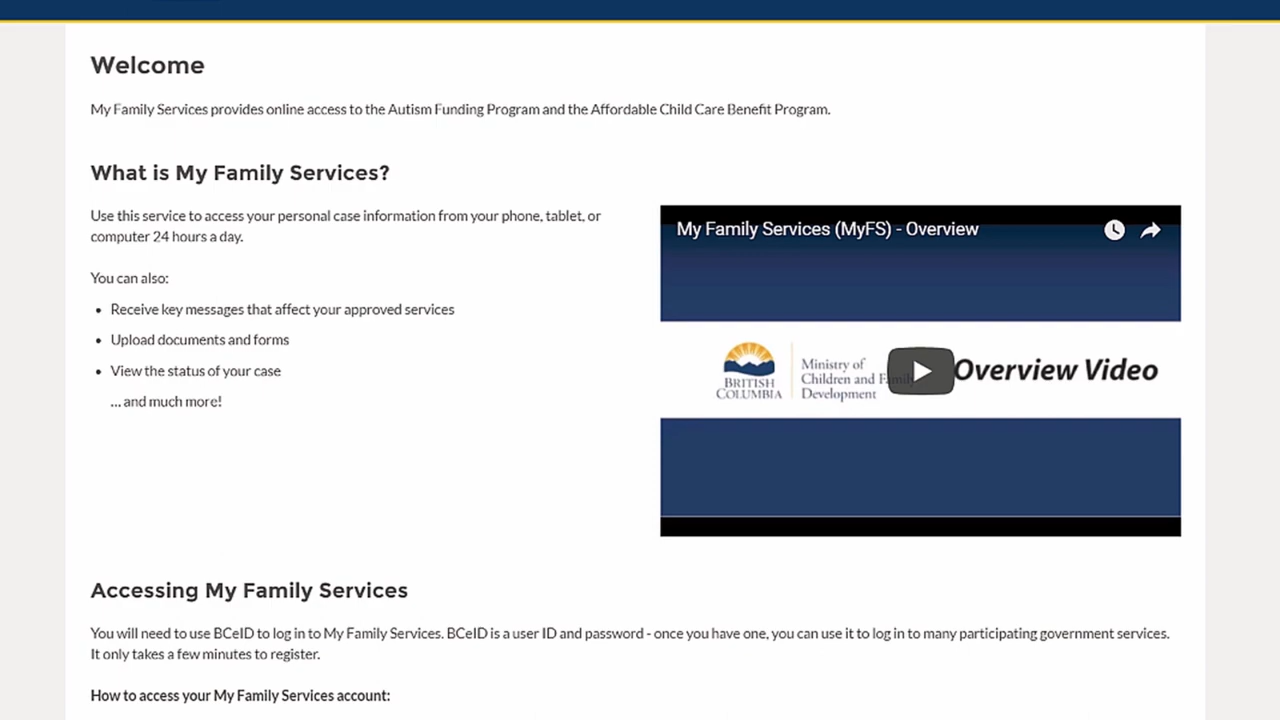 Welcome
My Family Services provides online access to the Autism Funding Program and the Affordable Child Care Benefit Program.
What is My Family Services?
Use this service to access your personal case information from your phone, tablet, or
computer 24 hours a day.
You can also:
• Receive key messages that affect your approved services
• Upload documents and forms
• View the status of your case
... and much more!
My Family Services (MyFS) - Overview
BRITISH
COLUMBIA
Ministry of
Children and Family
Development
Overview Video
Accessing My Family Services
You will need to use BCeID to log in to My Family Services. BCeID is a user ID and password - once you have one, you can use it to log in to many participating government services.
It only takes a few minutes to register.
How to access your My Family Services account: